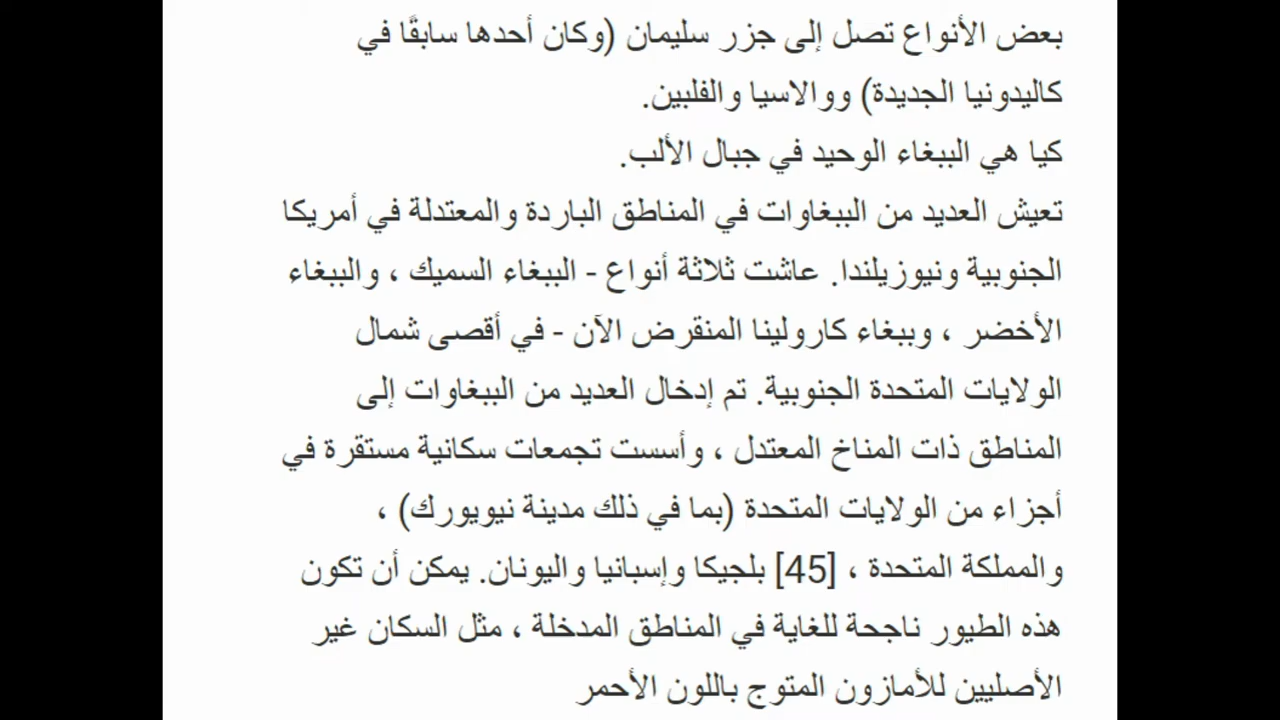 بعض الأنواع تصل إلى جزر سليمان (وكان أحدها سابقًا في
كاليدونيا الجديدة) ووالاسيا والفلبين.
كيا هي الببغاء الوحيد في جبال الألب.
تعيش العديد من الببغاوات في المناطق الباردة والمعتدلة في أمريكا
الجنوبية ونيوزيلندا. عاشت ثلاثة أنواع - الببغاء السميك ، والببغاء
الأخضر ، وببغاء كارولينا المنقرض الآن - في أقصى شمال
الولايات المتحدة الجنوبية. تم إدخال العديد من الببغاوات إلى
المناطق ذات المناخ المعتدل ، وأسست تجمعات سكانية مستقرة في
أجزاء من الولايات المتحدة (بما في ذلك مدينة نيويورك) ،
والمملكة المتحدة ، [45] بلجيكا وإسبانيا واليونان. يمكن أن تكون
هذه الطيور ناجحة للغاية في المناطق المدخلة ، مثل السكان غير
الأصليين للأمازون المتوج باللون الأحمر